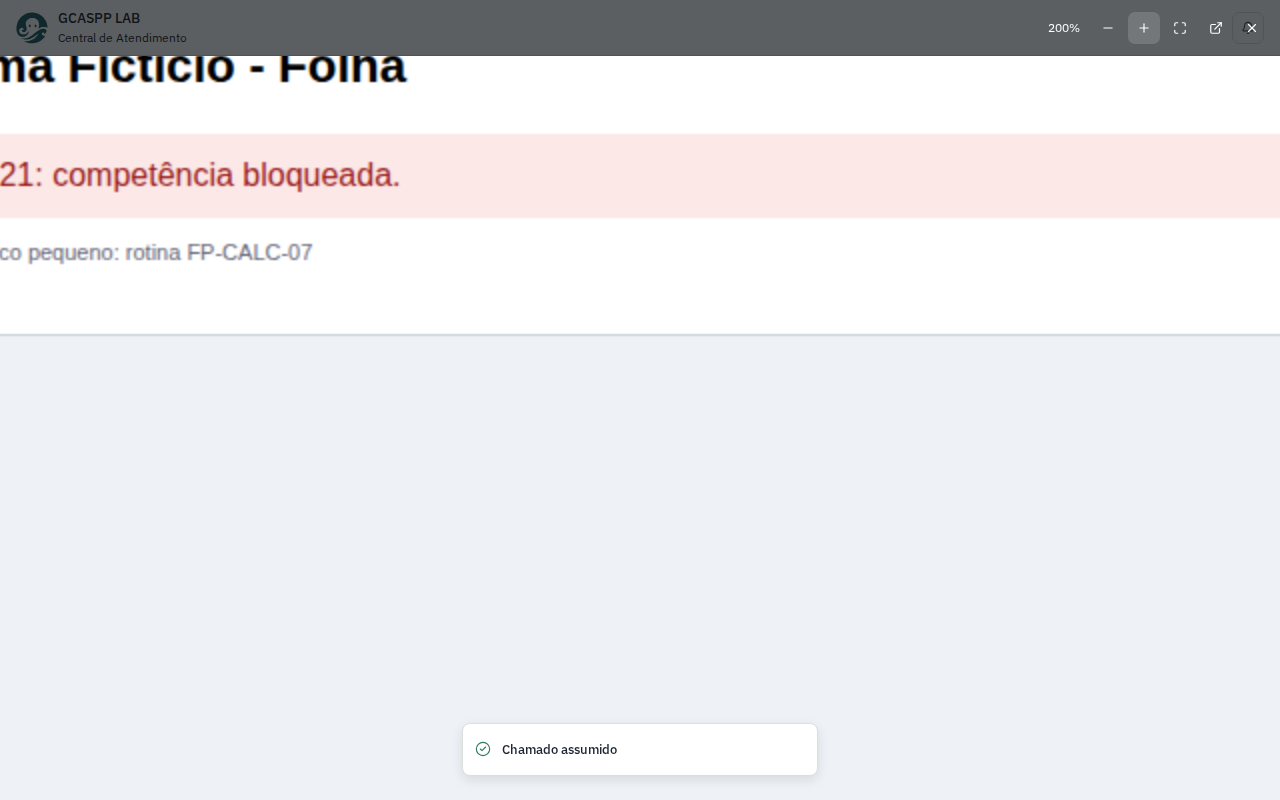 GCASPP LAB
Central de Atendimento
200%
ma Fictício - Folha
21: competência bloqueada.
co pequeno: rotina FP-CALC-07
Chamado assumido